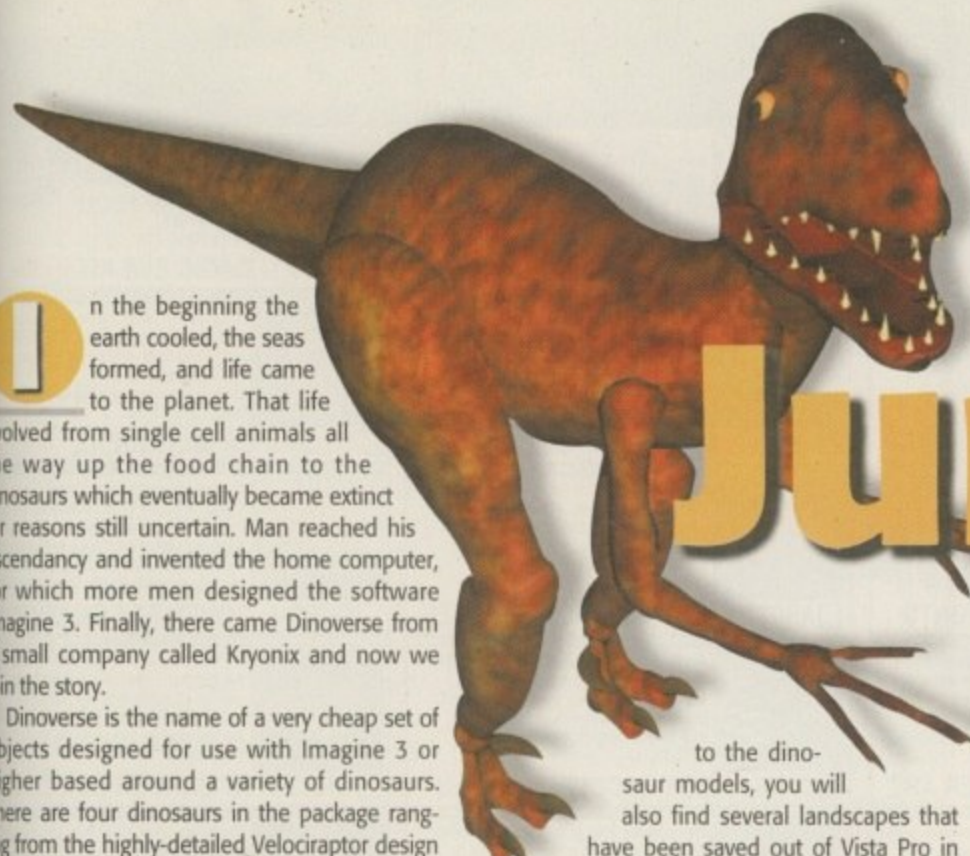 Ju
In the beginning the
earth cooled, the seas
formed, and life came
to the planet. That life
volved from single cell animals all
e way up the food chain to the
nosaurs which eventually became extinct
r reasons still uncertain. Man reached his
scendancy and invented the home computer,
r which more men designed the software
nagine 3. Finally, there came Dinoverse from
small company called Kryonix and now we
in the story.
Dinoverse is the name of a very cheap set of
bjects designed for use with Imagine 3 or
igher based around a variety of dinosaurs.
here are four dinosaurs in the package rang-
g from the highly-detailed Velociraptor design
to the dino-
saur models, you will
also find several landscapes that
have been saved out of Vista Pro in